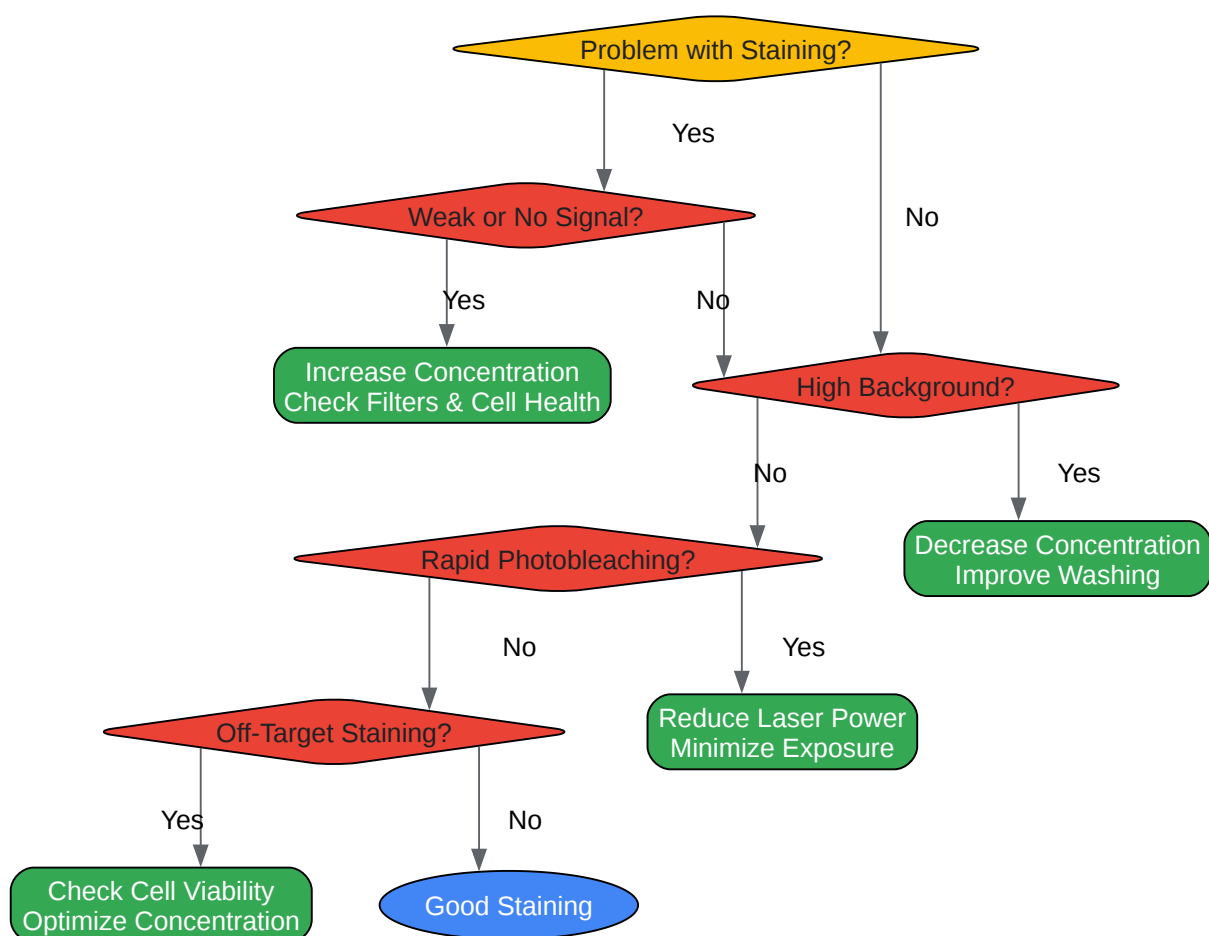 Problem with Staining?
Yes
Weak or No Signal?
No
Yes
No
Increase Concentration
Check Filters & Cell Health
High Background?
No
Yes
Decrease Concentration
Improve Washing
Rapid Photobleaching?
No
Yes
Reduce Laser Power
Minimize Exposure
Off-Target Staining?
Yes
No
Check Cell Viability
Optimize Concentration
Good Staining